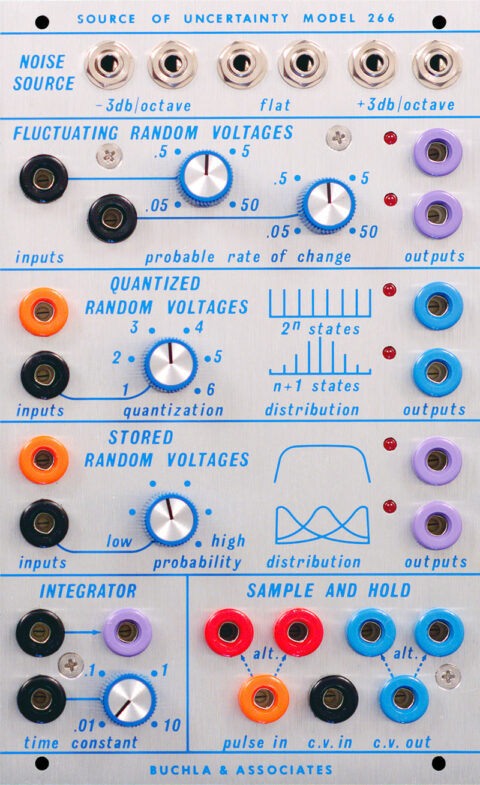 SOURCE OF UNCERTAINTY MODEL 266
NOISE
SOURCE
-3db/octave flat +3db/octave
FLUCTUATING RANDOM VOLTAGES
.5 5
.05 50
.5 5
.05 50
inputs probable rate of change outputs
QUANTIZED
RANDOM VOLTAGES
3 4
2 5
1 6
2ⁿ states
n+1 states
inputs quantization distribution outputs
STORED
RANDOM VOLTAGES
low high
inputs probability distribution outputs
INTEGRATOR
.1 1
.01 10
time constant
SAMPLE AND HOLD
alt. alt.
pulse in c.v. in c.v. out
BUCHLA & ASSOCIATES